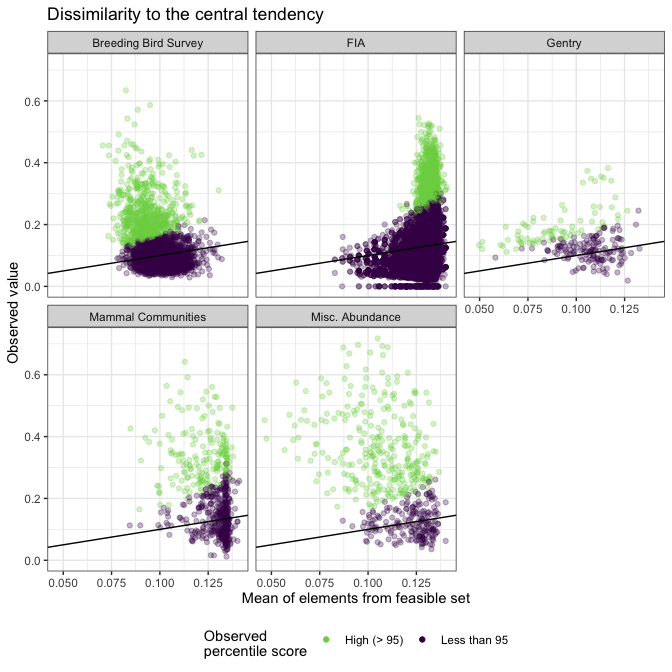 Dissimilarity to the central tendency
Breeding Bird Survey
FIA
Gentry
0.6
0.4
0.2
0.0
0.050 0.075 0.100 0.125
Mammal Communities
Misc. Abundance
0.6
0.4
0.2
0.0
0.050 0.075 0.100 0.125
0.050 0.075 0.100 0.125
Observed value
Mean of elements from feasible set
Observed
percentile score
High (> 95)
Less than 95